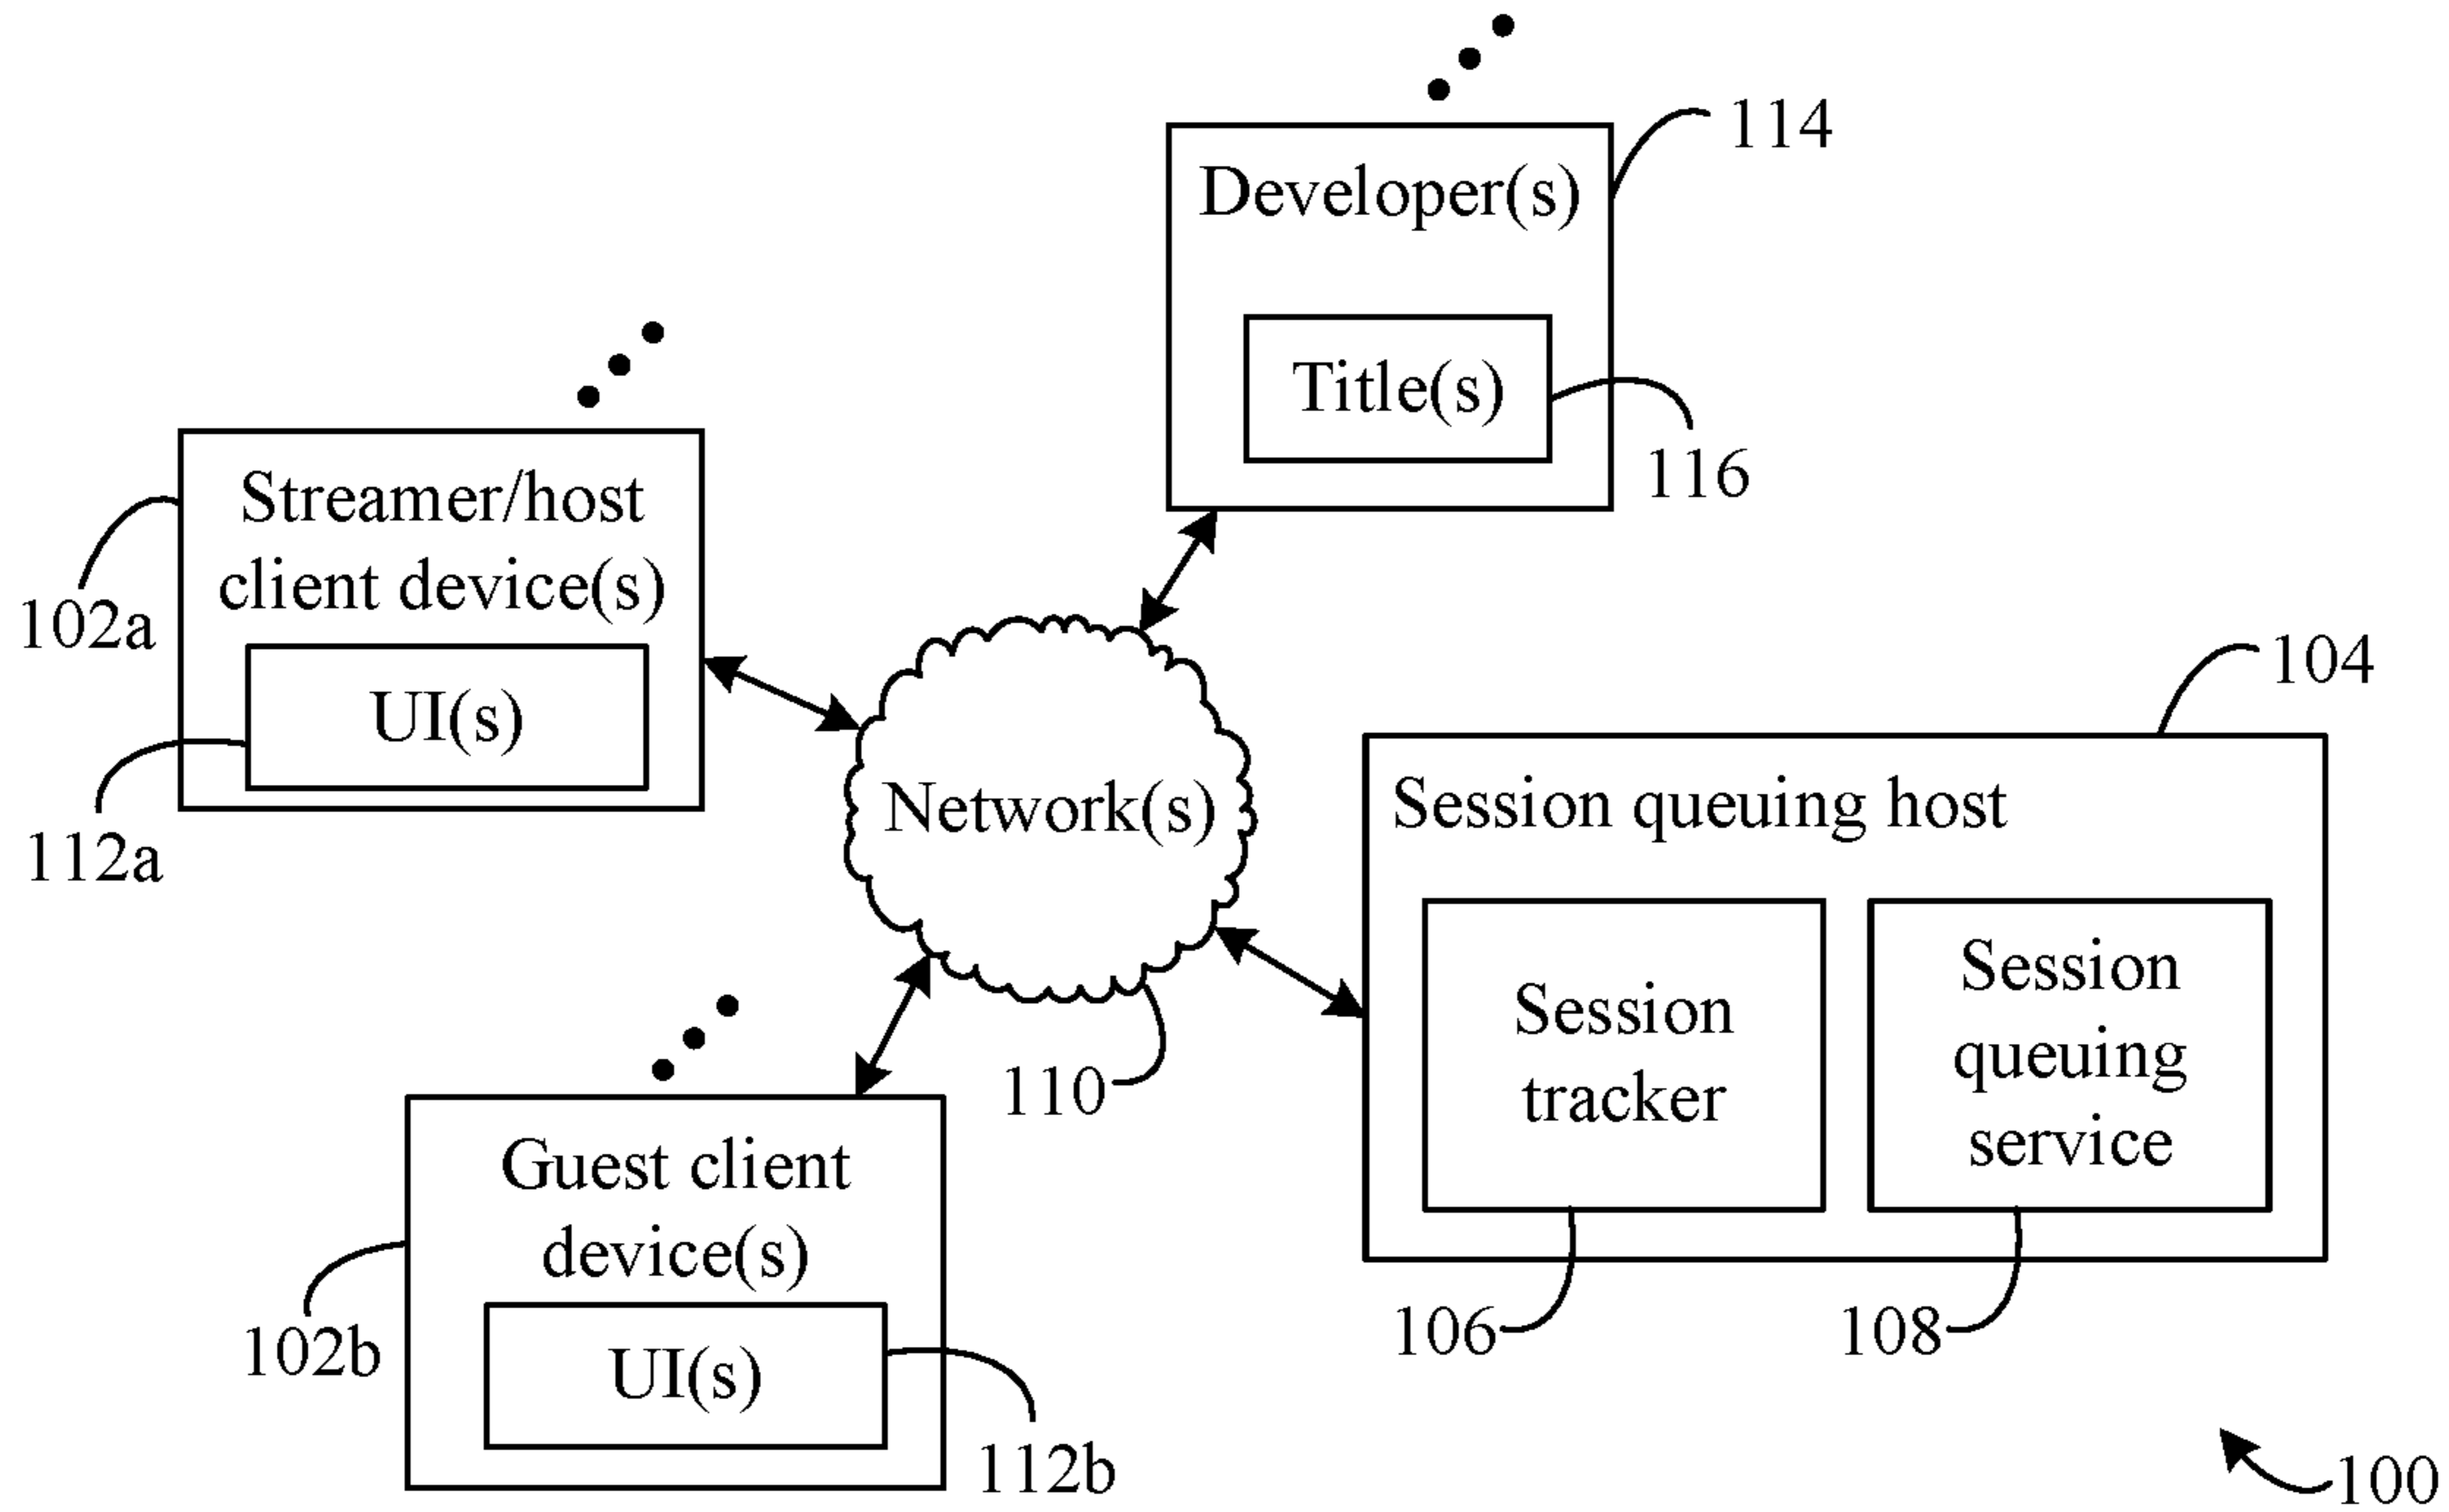 114
Developer(s)
Title(s)
116
Streamer/host
client device(s)
102a
UI(s)
112a
Network(s)
110
104
Session queuing host
Session
tracker
Session
queuing
service
106
108
Guest client
device(s)
102b
UI(s)
112b
100